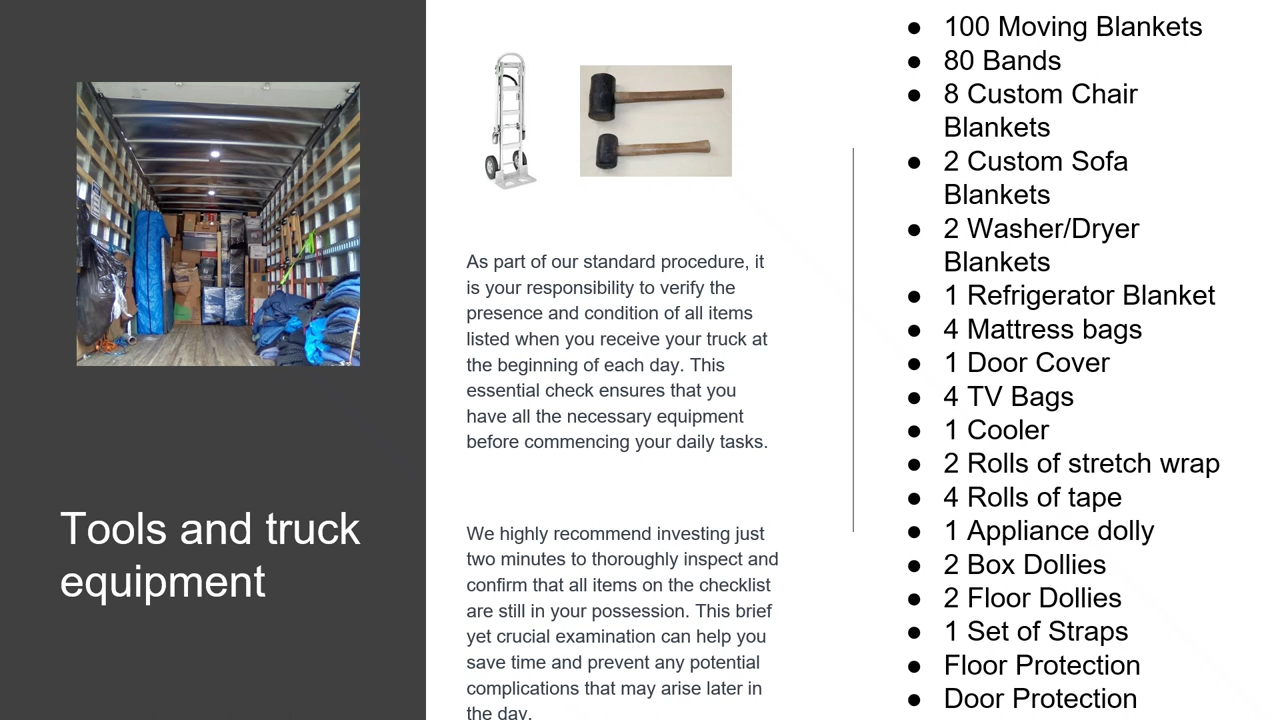 Tools and truck
equipment
As part of our standard procedure, it
is your responsibility to verify the
presence and condition of all items
listed when you receive your truck at
the beginning of each day. This
essential check ensures that you
have all the necessary equipment
before commencing your daily tasks.
We highly recommend investing just
two minutes to thoroughly inspect and
confirm that all items on the checklist
are still in your possession. This brief
yet crucial examination can help you
save time and prevent any potential
complications that may arise later in
the day.
● 100 Moving Blankets
● 80 Bands
● 8 Custom Chair
Blankets
● 2 Custom Sofa
Blankets
● 2 Washer/Dryer
Blankets
● 1 Refrigerator Blanket
● 4 Mattress bags
● 1 Door Cover
● 4 TV Bags
● 1 Cooler
● 2 Rolls of stretch wrap
● 4 Rolls of tape
● 1 Appliance dolly
● 2 Box Dollies
● 2 Floor Dollies
● 1 Set of Straps
● Floor Protection
● Door Protection